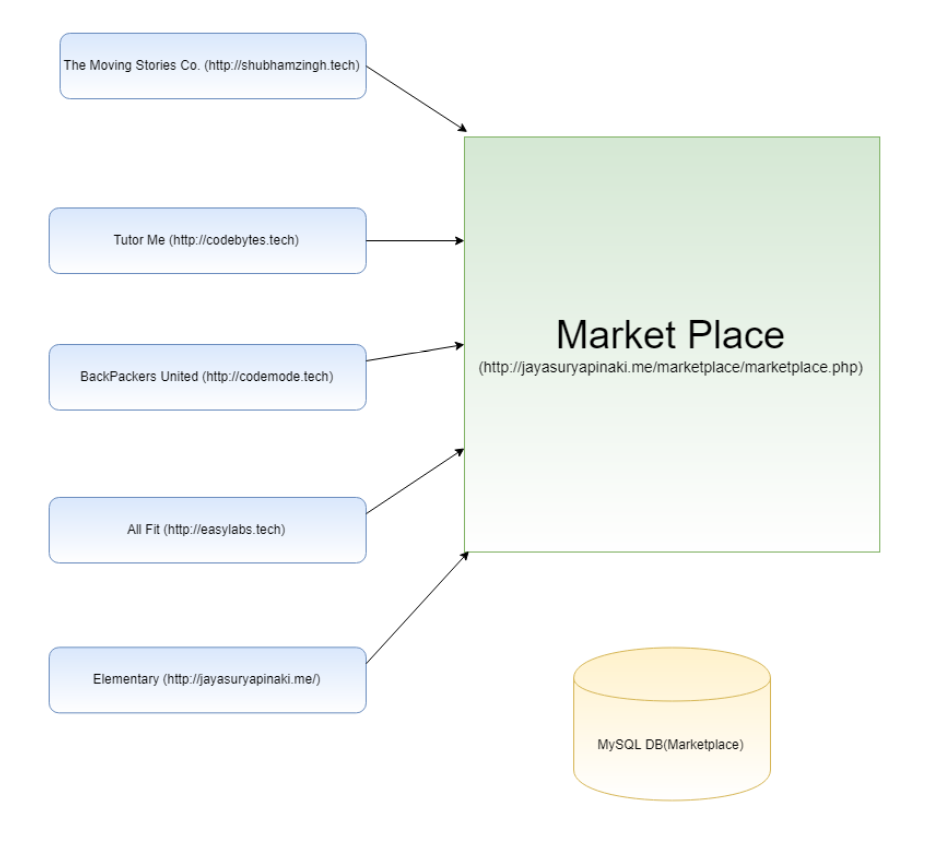 The Moving Stories Co. (http://shubhamzingh.tech)
Tutor Me (http://codebytes.tech)
Market Place
(http://jayasuryapinaki.me/marketplace/marketplace.php)
BackPackers United (http://codemode.tech)
All Fit (http://easylabs.tech)
Elementary (http://jayasuryapinaki.me/)
MySQL DB(Marketplace)